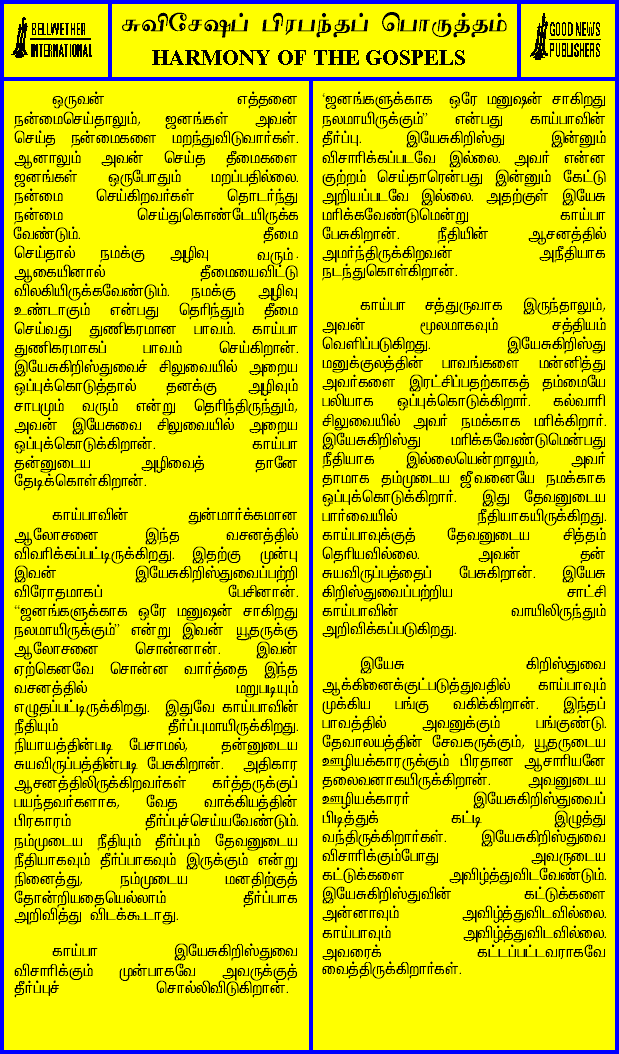 BELLWETHER
INTERNATIONAL
சுவிசேஷப் பிரபந்தப் பொருத்தம்
HARMONY OF THE GOSPELS
GOOD NEWS
PUBLISHERS
ஒருவன் எத்தனை
நன்மைசெய்தாலும், ஜனங்கள் அவன்
செய்த நன்மைகளை மறந்துவிடுவார்கள்.
ஆனாலும் அவன் செய்த தீமைகளை
ஜனங்கள் ஒருபோதும் மறப்பதில்லை.
நன்மை செய்கிறவர்கள் தொடர்ந்து
நன்மை செய்துகொண்டேயிருக்க
வேண்டும். தீமை
செய்தால் நமக்கு அழிவு வரும்.
ஆகையினால் தீமையைவிட்டு
விலகியிருக்கவேண்டும். நமக்கு அழிவு
உண்டாகும் என்பது தெரிந்தும் தீமை
செய்வது துணிகரமான பாவம். காய்பா
துணிகரமாகப் பாவம் செய்கிறான்.
இயேசுகிறிஸ்துவைச் சிலுவையில் அறைய
ஒப்புக்கொடுத்தால் தனக்கு அழிவும்
சாபமும் வரும் என்று தெரிந்திருந்தும்,
அவன் இயேசுவை சிலுவையில் அறைய
ஒப்புக்கொடுக்கிறான். காய்பா
தன்னுடைய அழிவைத் தானே
தேடிக்கொள்கிறான்.
காய்பாவின் துன்மார்க்கமான
ஆலோசனை இந்த வசனத்தில்
விவரிக்கப்பட்டிருக்கிறது. இதற்கு முன்பு
இவன் இயேசுகிறிஸ்துவைப்பற்றி
விரோதமாகப் பேசினான்.
“ஜனங்களுக்காக ஒரே மனுஷன் சாகிறது
நலமாயிருக்கும்” என்று இவன் யூதருக்கு
ஆலோசனை சொன்னான். இவன்
ஏற்கெனவே சொன்ன வார்த்தை இந்த
வசனத்தில் மறுபடியும்
எழுதப்பட்டிருக்கிறது. இதுவே காய்பாவின்
நீதியும் தீர்ப்புமாயிருக்கிறது.
நியாயத்தின்படி பேசாமல், தன்னுடைய
சுயவிருப்பத்தின்படி பேசுகிறான். அதிகார
ஆசனத்திலிருக்கிறவர்கள் கர்த்தருக்குப்
பயந்தவர்களாக, வேத வாக்கியத்தின்
பிரகாரம் தீர்ப்புச்செய்யவேண்டும்.
நம்முடைய நீதியும் தீர்ப்பும் தேவனுடைய
நீதியாகவும் தீர்ப்பாகவும் இருக்கும் என்று
நினைத்து, நம்முடைய மனதிற்குத்
தோன்றியதையெல்லாம் தீர்ப்பாக
அறிவித்து விடக்கூடாது.
காய்பா இயேசுகிறிஸ்துவை
விசாரிக்கும் முன்பாகவே அவருக்குத்
தீர்ப்புச் சொல்லிவிடுகிறான்.
‘ஜனங்களுக்காக ஒரே மனுஷன் சாகிறது
நலமாயிருக்கும்” என்பது காய்பாவின்
தீர்ப்பு. இயேசுகிறிஸ்து இன்னும்
விசாரிக்கப்படவே இல்லை. அவர் என்ன
குற்றம் செய்தாரென்பது இன்னும் கேட்டு
அறியப்படவே இல்லை. அதற்குள் இயேசு
மரிக்கவேண்டுமென்று காய்பா
பேசுகிறான். நீதியின் ஆசனத்தில்
அமர்ந்திருக்கிறவன் அநீதியாக
நடந்துகொள்கிறான்.
காய்பா சத்துருவாக இருந்தாலும்,
அவன் மூலமாகவும் சத்தியம்
வெளிப்படுகிறது. இயேசுகிறிஸ்து
மனுக்குலத்தின் பாவங்களை மன்னித்து
அவர்களை இரட்சிப்பதற்காகத் தம்மையே
பலியாக ஒப்புக்கொடுக்கிறார். கல்வாரி
சிலுவையில் அவர் நமக்காக மரிக்கிறார்.
இயேசுகிறிஸ்து மரிக்கவேண்டுமென்பது
நீதியாக இல்லையென்றாலும், அவர்
தாமாக தம்முடைய ஜீவனையே நமக்காக
ஒப்புக்கொடுக்கிறார். இது தேவனுடைய
பார்வையில் நீதியாகயிருக்கிறது.
காய்பாவுக்குத் தேவனுடைய சித்தம்
தெரியவில்லை. அவன் தன்
சுயவிருப்பத்தைப் பேசுகிறான். இயேசு
கிறிஸ்துவைப்பற்றிய சாட்சி
காய்பாவின் வாயிலிருந்தும்
அறிவிக்கப்படுகிறது.
இயேசு கிறிஸ்துவை
ஆக்கினைக்குட்படுத்துவதில் காய்பாவும்
முக்கிய பங்கு வகிக்கிறான். இந்தப்
பாவத்தில் அவனுக்கும் பங்குண்டு.
தேவாலயத்தின் சேவகருக்கும், யூதருடைய
ஊழியக்காரருக்கும் பிரதான ஆசாரியனே
தலைவனாகயிருக்கிறான். அவனுடைய
ஊழியக்காரர் இயேசுகிறிஸ்துவைப்
பிடித்துக் கட்டி இழுத்து
வந்திருக்கிறார்கள். இயேசுகிறிஸ்துவை
விசாரிக்கும்போது அவருடைய
கட்டுக்களை அவிழ்த்துவிடவேண்டும்.
இயேசுகிறிஸ்துவின் கட்டுக்களை
அன்னாவும் அவிழ்த்துவிடவில்லை.
காய்பாவும் அவிழ்த்துவிடவில்லை.
அவரைக் கட்டப்பட்டவராகவே
வைத்திருக்கிறார்கள்.